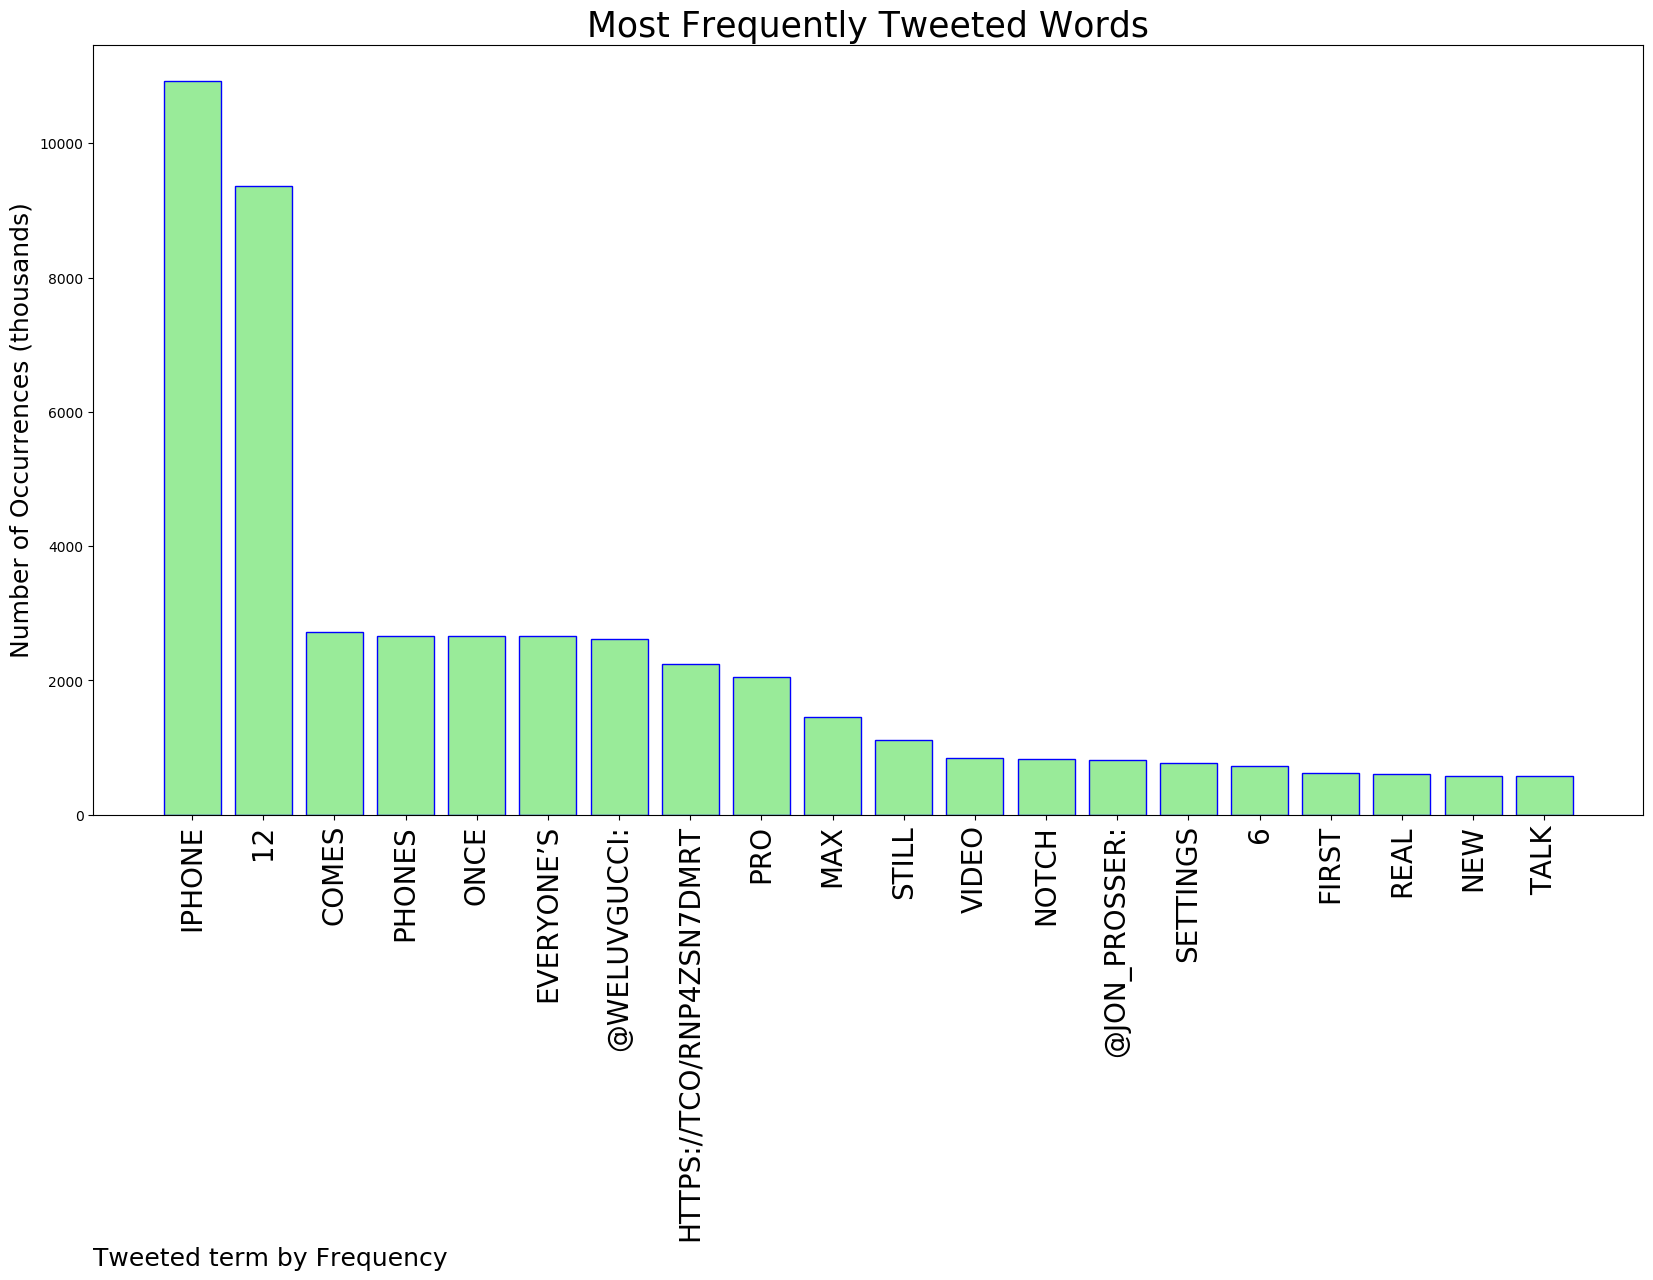 Most Frequently Tweeted Words
Number of Occurrences (thousands)
10000
8000
6000
4000
2000
0
IPHONE
12
COMES
PHONES
ONCE
EVERYONE’S
@WELUVGUCCI:
HTTPS://TCO/RNP4ZSN7DMRT
PRO
MAX
STILL
VIDEO
NOTCH
@JON_PROSSER:
SETTINGS
6
FIRST
REAL
NEW
TALK
Tweeted term by Frequency